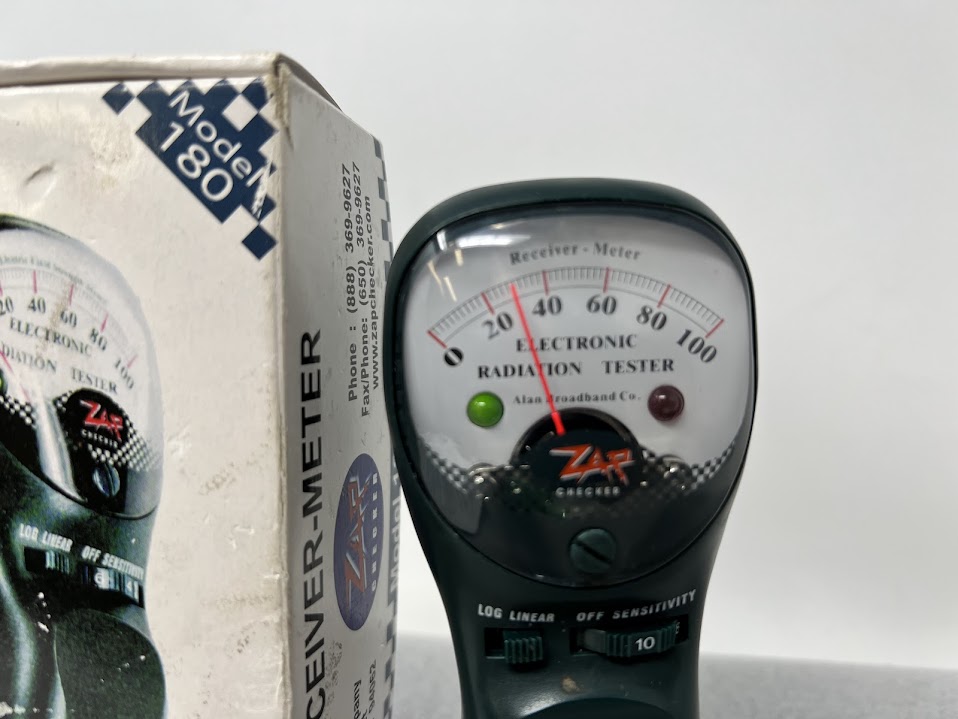 Model
180
20 40 60 80 100
ELECTRONIC
TESTER
ZAP
CHECKER
LOG LINEAR OFF SENSITIVITY
Phone : (888) 369-9627
Fax/Phone: (650) 369-9627
www.zapchecker.com
CEIVER-METER
ZAP
CHECKER
Model
Receiver - Meter
0 20 40 60 80 100
ELECTRONIC
RADIATION TESTER
Alan Broadband Co.
ZAP
CHECKER
LOG LINEAR OFF SENSITIVITY
10